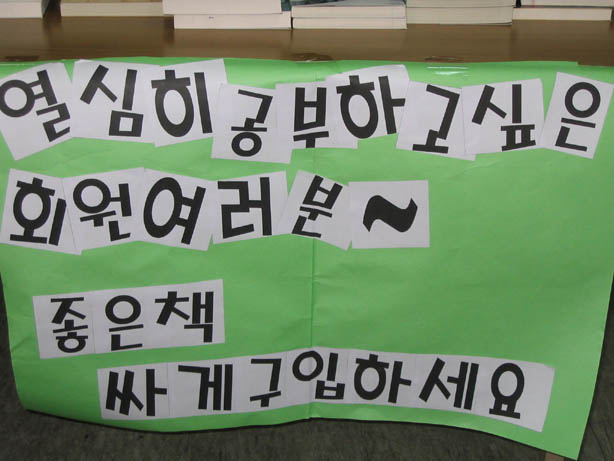 열심히공부하고싶은
회원여러분~
좋은책
싸게구입하세요